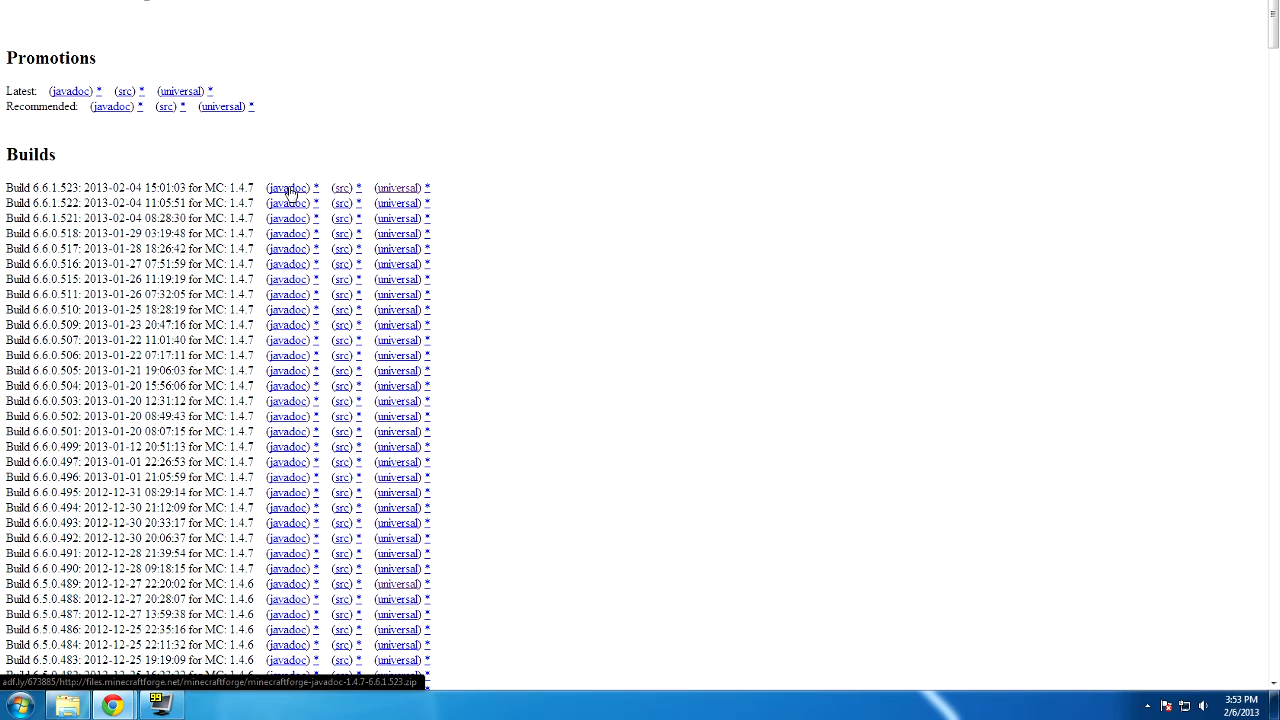 Promotions
Latest: (javadoc) * (src) * (universal) *
Recommended: (javadoc) * (src) * (universal) *
Builds
Build 6.6.1.523: 2013-02-04 15:01:03 for MC: 1.4.7 (javadoc) * (src) * (universal) *
Build 6.6.1.522: 2013-02-04 11:05:51 for MC: 1.4.7 (javadoc) * (src) * (universal) *
Build 6.6.1.521: 2013-02-04 08:28:30 for MC: 1.4.7 (javadoc) * (src) * (universal) *
Build 6.6.0.518: 2013-01-29 03:19:48 for MC: 1.4.7 (javadoc) * (src) * (universal) *
Build 6.6.0.517: 2013-01-28 18:26:42 for MC: 1.4.7 (javadoc) * (src) * (universal) *
Build 6.6.0.516: 2013-01-27 07:51:59 for MC: 1.4.7 (javadoc) * (src) * (universal) *
Build 6.6.0.515: 2013-01-26 11:19:19 for MC: 1.4.7 (javadoc) * (src) * (universal) *
Build 6.6.0.511: 2013-01-26 07:32:05 for MC: 1.4.7 (javadoc) * (src) * (universal) *
Build 6.6.0.510: 2013-01-25 18:28:19 for MC: 1.4.7 (javadoc) * (src) * (universal) *
Build 6.6.0.509: 2013-01-23 20:47:16 for MC: 1.4.7 (javadoc) * (src) * (universal) *
Build 6.6.0.507: 2013-01-22 11:01:40 for MC: 1.4.7 (javadoc) * (src) * (universal) *
Build 6.6.0.506: 2013-01-22 07:17:11 for MC: 1.4.7 (javadoc) * (src) * (universal) *
Build 6.6.0.505: 2013-01-21 19:06:03 for MC: 1.4.7 (javadoc) * (src) * (universal) *
Build 6.6.0.504: 2013-01-20 15:56:06 for MC: 1.4.7 (javadoc) * (src) * (universal) *
Build 6.6.0.503: 2013-01-20 12:31:12 for MC: 1.4.7 (javadoc) * (src) * (universal) *
Build 6.6.0.502: 2013-01-20 08:49:43 for MC: 1.4.7 (javadoc) * (src) * (universal) *
Build 6.6.0.501: 2013-01-20 08:07:15 for MC: 1.4.7 (javadoc) * (src) * (universal) *
Build 6.6.0.499: 2013-01-12 20:51:13 for MC: 1.4.7 (javadoc) * (src) * (universal) *
Build 6.6.0.497: 2013-01-01 22:26:53 for MC: 1.4.7 (javadoc) * (src) * (universal) *
Build 6.6.0.496: 2013-01-01 21:05:59 for MC: 1.4.7 (javadoc) * (src) * (universal) *
Build 6.6.0.495: 2012-12-31 08:29:14 for MC: 1.4.7 (javadoc) * (src) * (universal) *
Build 6.6.0.494: 2012-12-30 21:12:09 for MC: 1.4.7 (javadoc) * (src) * (universal) *
Build 6.6.0.493: 2012-12-30 20:33:17 for MC: 1.4.7 (javadoc) * (src) * (universal) *
Build 6.6.0.492: 2012-12-30 20:06:37 for MC: 1.4.7 (javadoc) * (src) * (universal) *
Build 6.6.0.491: 2012-12-28 21:39:54 for MC: 1.4.7 (javadoc) * (src) * (universal) *
Build 6.6.0.490: 2012-12-28 09:18:15 for MC: 1.4.7 (javadoc) * (src) * (universal) *
Build 6.5.0.489: 2012-12-27 22:20:02 for MC: 1.4.6 (javadoc) * (src) * (universal) *
Build 6.5.0.488: 2012-12-27 20:28:07 for MC: 1.4.6 (javadoc) * (src) * (universal) *
Build 6.5.0.487: 2012-12-27 13:59:38 for MC: 1.4.6 (javadoc) * (src) * (universal) *
Build 6.5.0.486: 2012-12-25 22:35:16 for MC: 1.4.6 (javadoc) * (src) * (universal) *
Build 6.5.0.484: 2012-12-25 22:11:32 for MC: 1.4.6 (javadoc) * (src) * (universal) *
Build 6.5.0.483: 2012-12-25 19:19:09 for MC: 1.4.6 (javadoc) * (src) * (universal) *
adf.ly/673885/http://files.minecraftforge.net/minecraftforge/minecraftforge-javadoc-1.4.7-6.6.1.523.zip
99
3:53 PM
2/6/2013